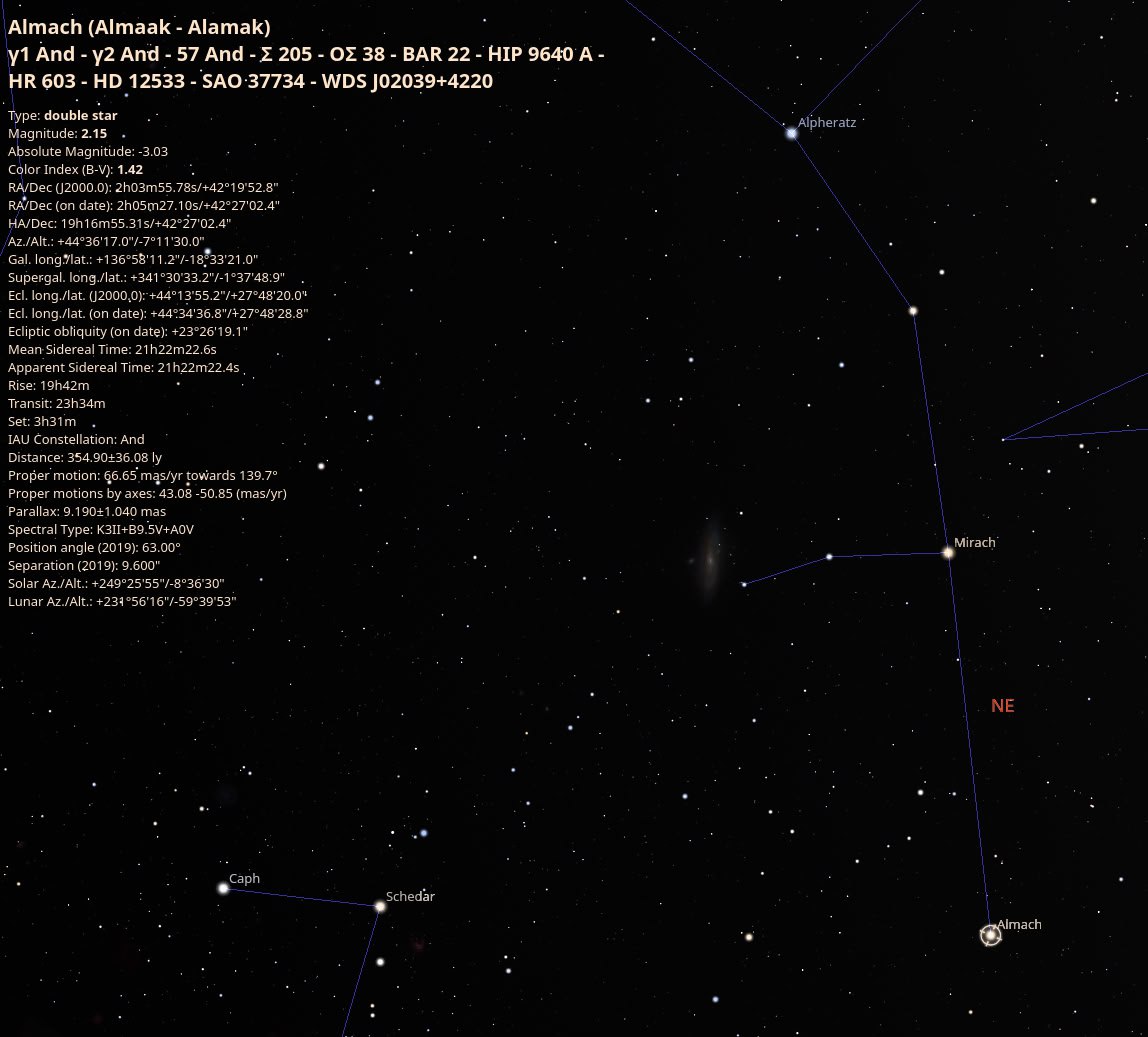 Almach (Almaak - Alamak)
γ1 And - γ2 And - 57 And - Σ 205 - OΣ 38 - BAR 22 - HIP 9640 A -
HR 603 - HD 12533 - SAO 37734 - WDS J02039+4220
Type: double star
Magnitude: 2.15
Absolute Magnitude: -3.03
Color Index (B-V): 1.42
RA/Dec (J2000.0): 2h03m55.78s/+42°19'52.8"
RA/Dec (on date): 2h05m27.10s/+42°27'02.4"
HA/Dec: 19h16m55.31s/+42°27'02.4"
Az./Alt.: +44°36'17.0"/-7°11'30.0"
Gal. long./lat.: +136°58'11.2"/-18°33'21.0"
Supergal. long./lat.: +341°30'33.2"/-1°37'48.9"
Ecl. long./lat. (J2000.0): +44°13'55.2"/+27°48'20.0"
Ecl. long./lat. (on date): +44°34'36.8"/+27°48'28.8"
Ecliptic obliquity (on date): +23°26'19.1"
Mean Sidereal Time: 21h22m22.6s
Apparent Sidereal Time: 21h22m22.4s
Rise: 19h42m
Transit: 23h34m
Set: 3h31m
IAU Constellation: And
Distance: 354.90±36.08 ly
Proper motion: 66.65 mas/yr towards 139.7°
Proper motions by axes: 43.08 -50.85 (mas/yr)
Parallax: 9.190±1.040 mas
Spectral Type: K3II+B9.5V+A0V
Position angle (2019): 63.00°
Separation (2019): 9.600"
Solar Az./Alt.: +249°25'55"/-8°36'30"
Lunar Az./Alt.: +231°56'16"/-59°39'53"
Alpheratz
Mirach
NE
Caph
Schedar
Almach